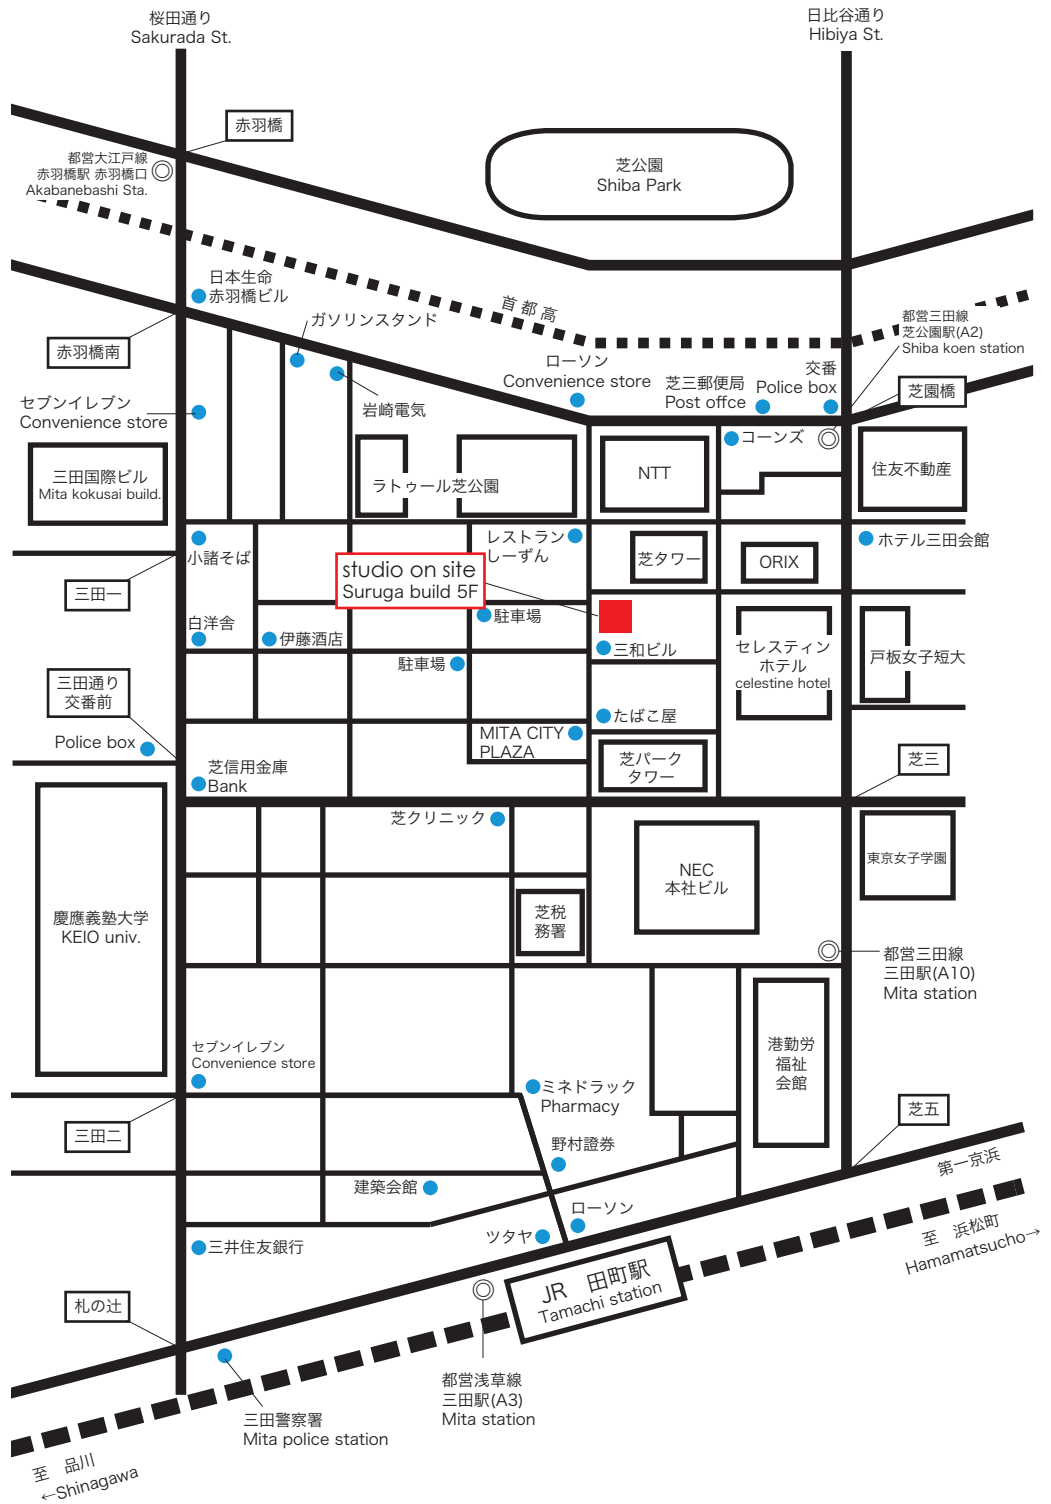 桜田通り
Sakurada St.
日比谷通り
Hibiya St.
赤羽橋
都営大江戸線
赤羽橋駅 赤羽橋口
Akabanebashi Sta.
芝公園
Shiba Park
日本生命
赤羽橋ビル
首都高
ガソリンスタンド
都営三田線
芝公園駅(A2)
Shiba koen station
赤羽橋南
ローソン
Convenience store
交番
Police box
芝三郵便局
Post offce
芝園橋
セブンイレブン
Convenience store
岩崎電気
コーンズ
三田国際ビル
Mita kokusai build.
ラトゥール芝公園
NTT
住友不動産
小諸そば
レストラン
しーずん
芝タワー
ORIX
ホテル三田会館
studio on site
Suruga build 5F
三田一
白洋舎
伊藤酒店
駐車場
駐車場
三和ビル
セレスティン
ホテル
celestine hotel
戸板女子短大
三田通り
交番前
Police box
たばこ屋
MITA CITY
PLAZA
芝信用金庫
Bank
芝パーク
タワー
芝三
芝クリニック
NEC
本社ビル
東京女子学園
慶應義塾大学
KEIO univ.
芝税
務署
都営三田線
三田駅(A10)
Mita station
セブンイレブン
Convenience store
港勤労
福祉
会館
ミネドラック
Pharmacy
芝五
三田二
野村證券
第一京浜
建築会館
ローソン
ツタヤ
三井住友銀行
至 浜松町
Hamamatsucho→
JR 田町駅
Tamachi station
札の辻
都営浅草線
三田駅(A3)
Mita station
三田警察署
Mita police station
至 品川
←Shinagawa